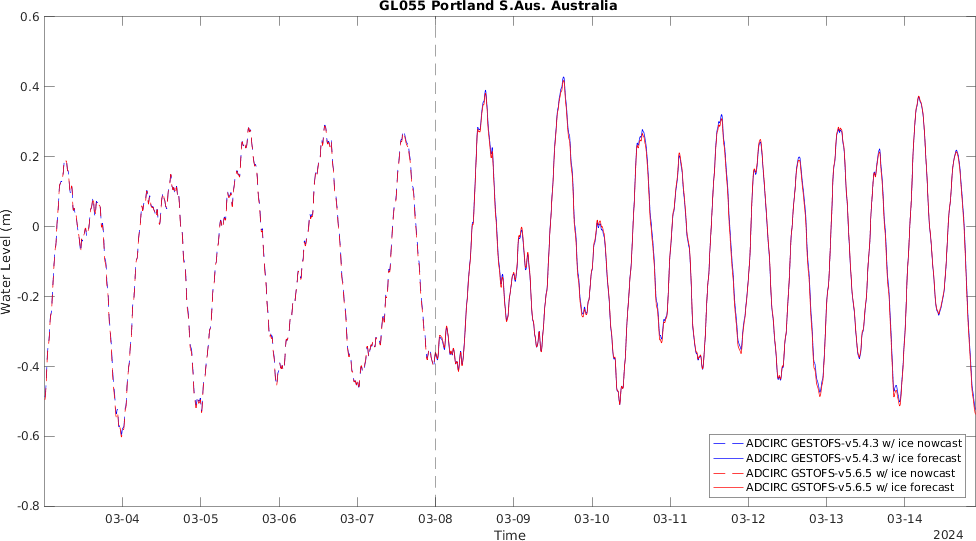 GL055 Portland S.Aus. Australia
0.6
0.4
0.2
0
-0.2
-0.4
-0.6
-0.8
Water Level (m)
03-04 03-05 03-06 03-07 03-08 03-09 03-10 03-11 03-12 03-13 03-14
Time
2024
ADCIRC GESTOFS-v5.4.3 w/ ice nowcast
ADCIRC GESTOFS-v5.4.3 w/ ice forecast
ADCIRC GSTOFS-v5.6.5 w/ ice nowcast
ADCIRC GSTOFS-v5.6.5 w/ ice forecast